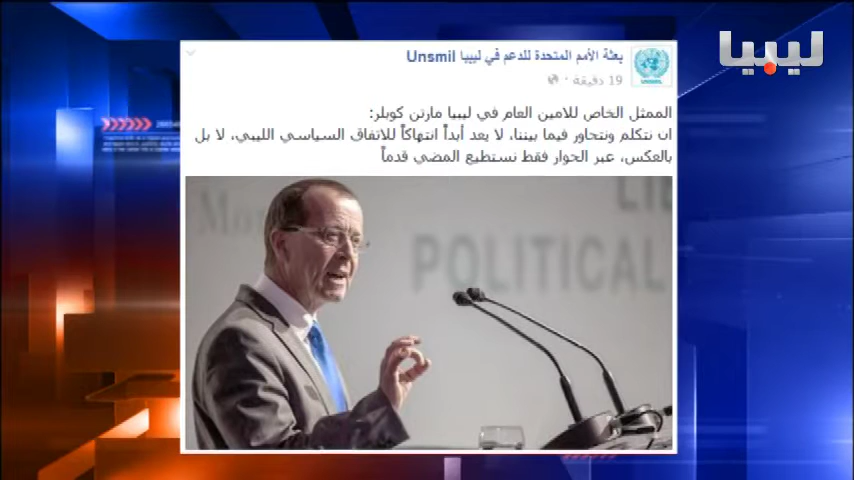 ليبيا
بعثة الأمم المتحدة للدعم في ليبيا Unsmil
19 دقيقة ·
UNSMIL
الممثل الخاص للامين العام في ليبيا مارتن كوبلر:
ان نتكلم ونتحاور فيما بيننا، لا يعد أبداً انتهاكاً للاتفاق السياسي الليبي، لا بل
بالعكس، عبر الحوار فقط نستطيع المضي قدماً
LIB
POLITICAL